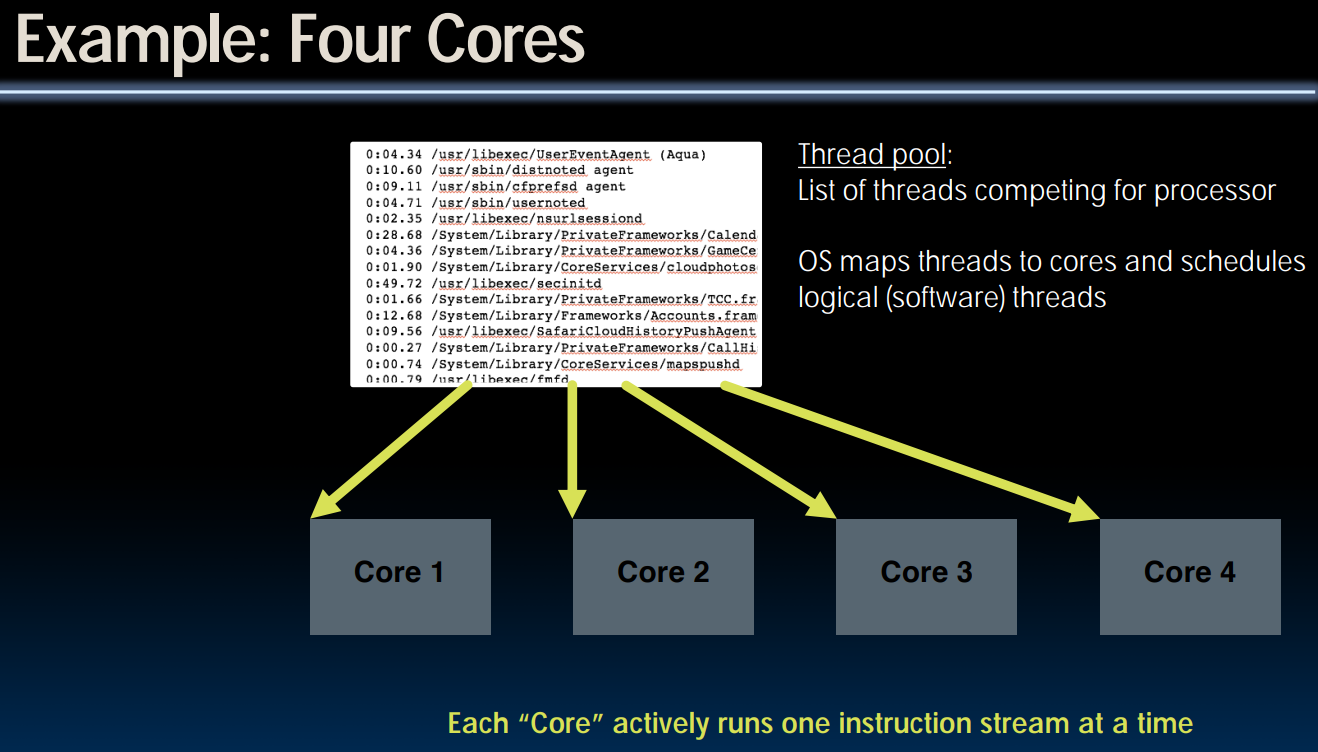 Example: Four Cores
0:04.34 /usr/libexec/UserEventAgent (Aqua)
0:10.60 /usr/sbin/distnoted agent
0:09.11 /usr/sbin/cfprefsd agent
0:04.71 /usr/sbin/usernoted
0:02.35 /usr/libexec/nsurlsessiond
0:28.68 /System/Library/PrivateFrameworks/Calend
0:04.36 /System/Library/PrivateFrameworks/GameCe
0:01.90 /System/Library/CoreServices/cloudphotos
0:49.72 /usr/libexec/secinitd
0:01.66 /System/Library/PrivateFrameworks/TCC.fr
0:12.68 /System/Library/Frameworks/Accounts.fram
0:09.56 /usr/libexec/SafariCloudHistoryPushAgent
0:00.27 /System/Library/PrivateFrameworks/CallHi
0:00.74 /System/Library/CoreServices/mapspushd
0:00.79 /usr/libexec/fmfd
Thread pool:
List of threads competing for processor
OS maps threads to cores and schedules
logical (software) threads
Core 1
Core 2
Core 3
Core 4
Each “Core” actively runs one instruction stream at a time